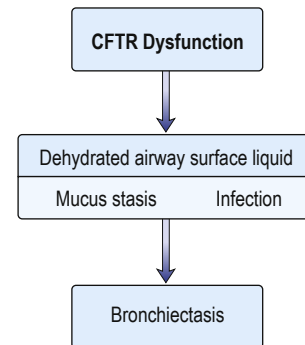 CFTR Dysfunction
Dehydrated airway surface liquid
Mucus stasis Infection
Bronchiectasis